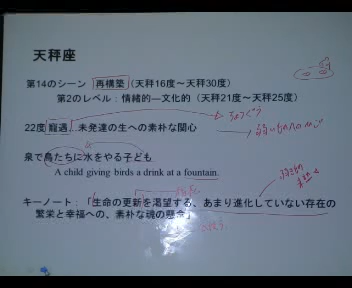 天秤座
第14のシーン 再構築 (天秤16度〜天秤30度)
第2のレベル:情緒的―文化的 (天秤21度〜天秤25度)
22度 寵遇 未発達の生への素朴な関心
泉で鳥たちに水をやる子ども
A child giving birds a drink at a fountain.
キーノート:「生命の更新を渇望する、あまり進化していない存在の
繁栄と幸福への、素朴な魂の懸念」